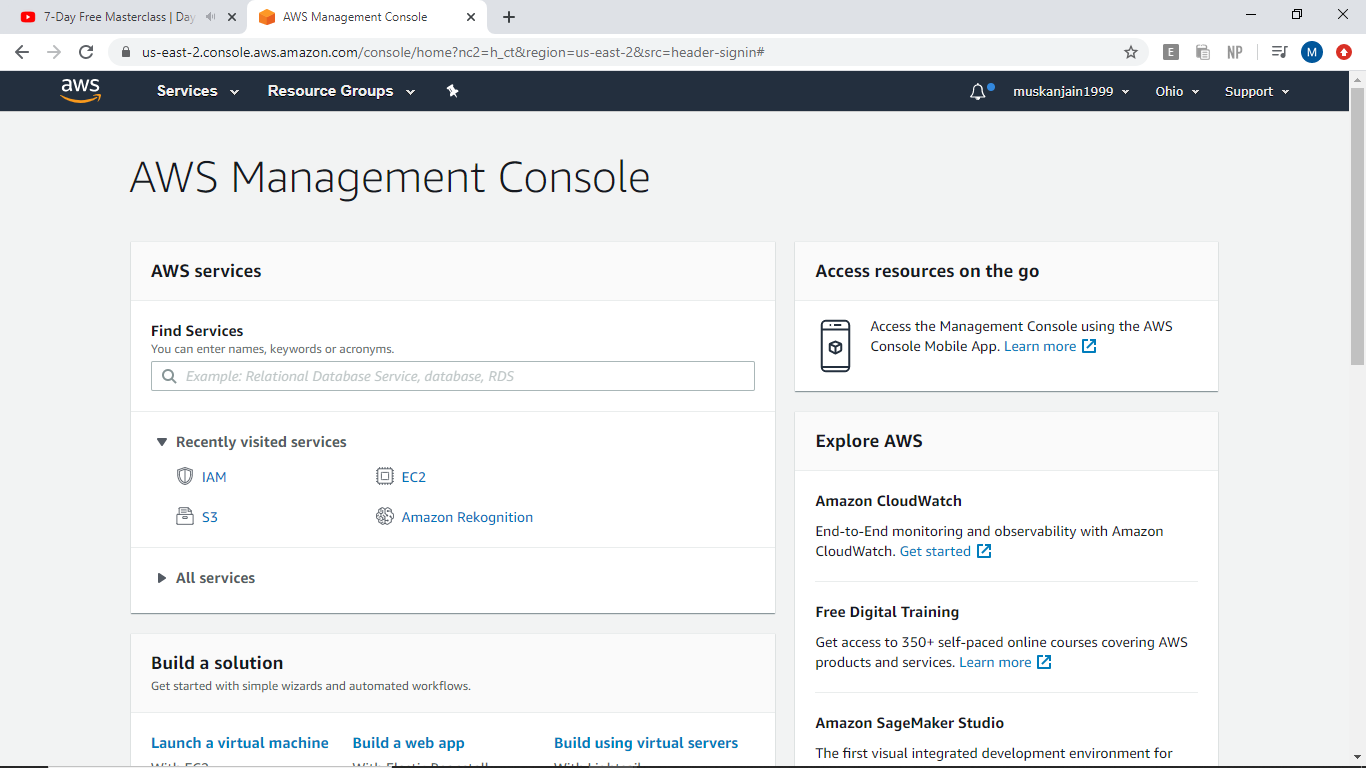 7-Day Free Masterclass | Day
AWS Management Console
us-east-2.console.aws.amazon.com/console/home?nc2=h_ct&region=us-east-2&src=header-signin#
E
NP
M
aws
Services
Resource Groups
muskanjain1999
Ohio
Support
AWS Management Console
AWS services
Find Services
You can enter names, keywords or acronyms.
Example: Relational Database Service, database, RDS
Recently visited services
IAM
EC2
S3
Amazon Rekognition
All services
Build a solution
Get started with simple wizards and automated workflows.
Launch a virtual machine
Build a web app
Build using virtual servers
With EC2
Access resources on the go
Access the Management Console using the AWS
Console Mobile App. Learn more
Explore AWS
Amazon CloudWatch
End-to-End monitoring and observability with Amazon
CloudWatch. Get started
Free Digital Training
Get access to 350+ self-paced online courses covering AWS
products and services. Learn more
Amazon SageMaker Studio
The first visual integrated development environment for